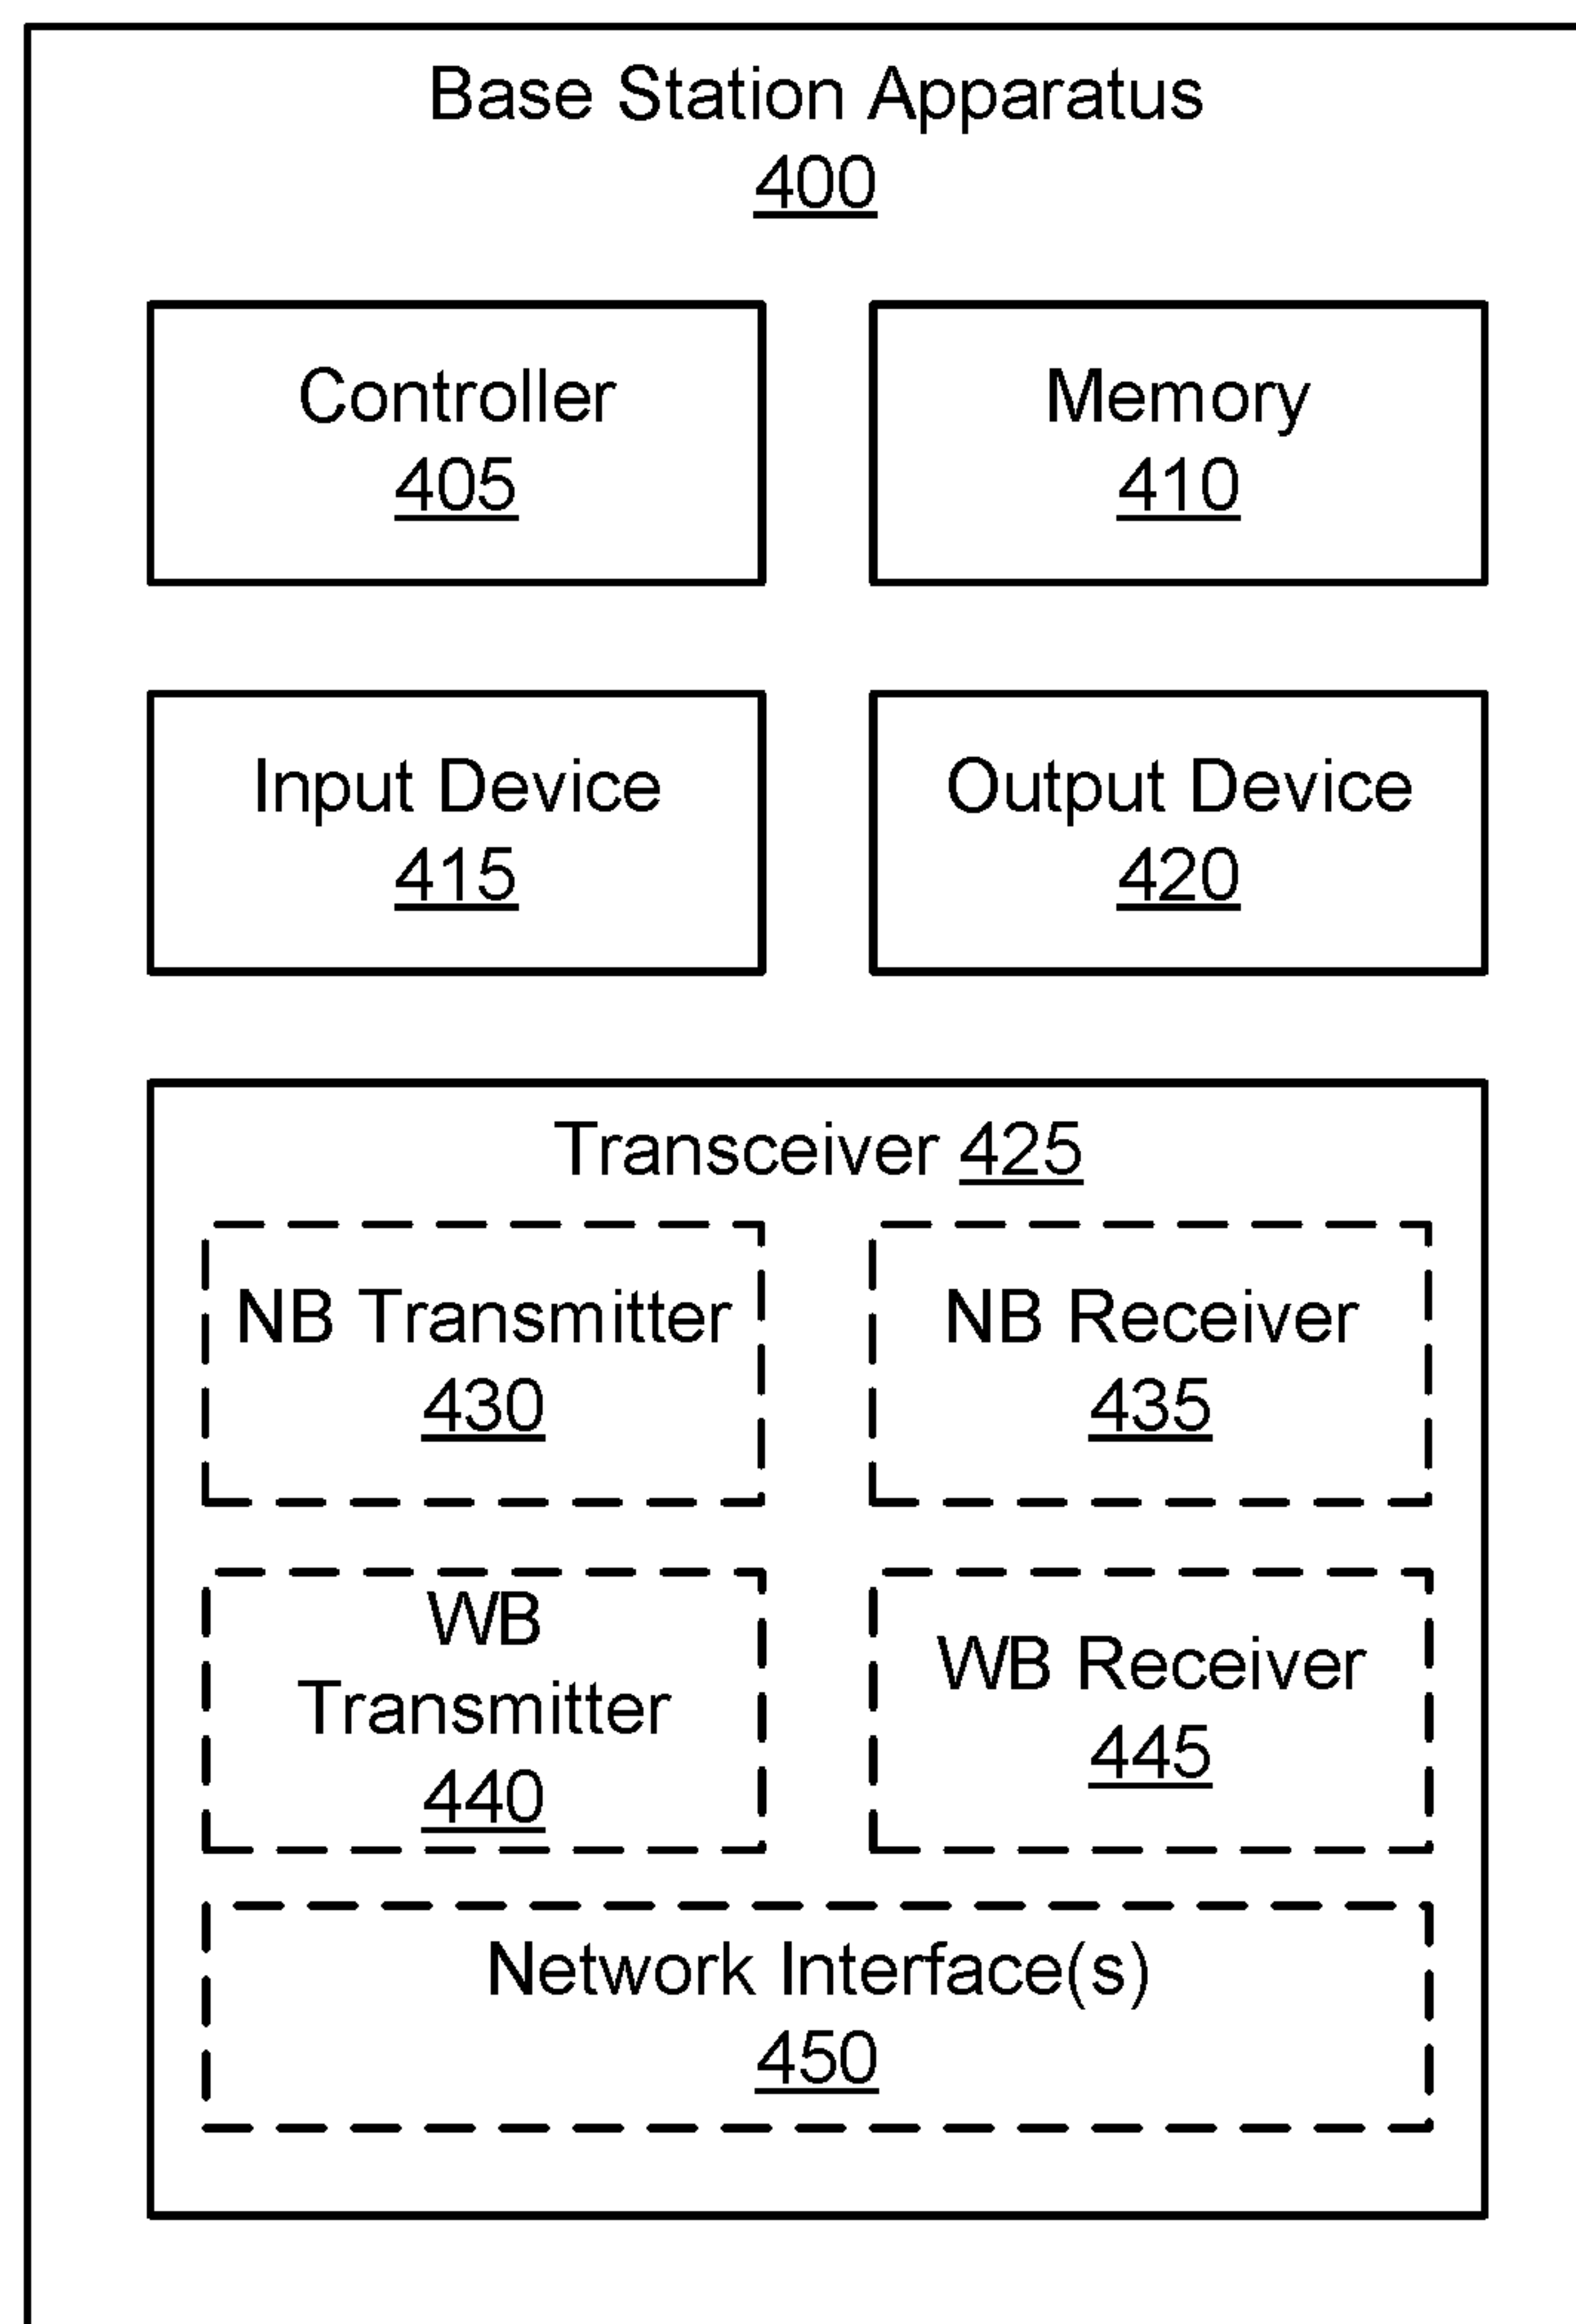 Base Station Apparatus
400
Controller
405
Memory
410
Input Device
415
Output Device
420
Transceiver 425
NB Transmitter
430
NB Receiver
435
WB
Transmitter
440
WB Receiver
445
Network Interface(s)
450